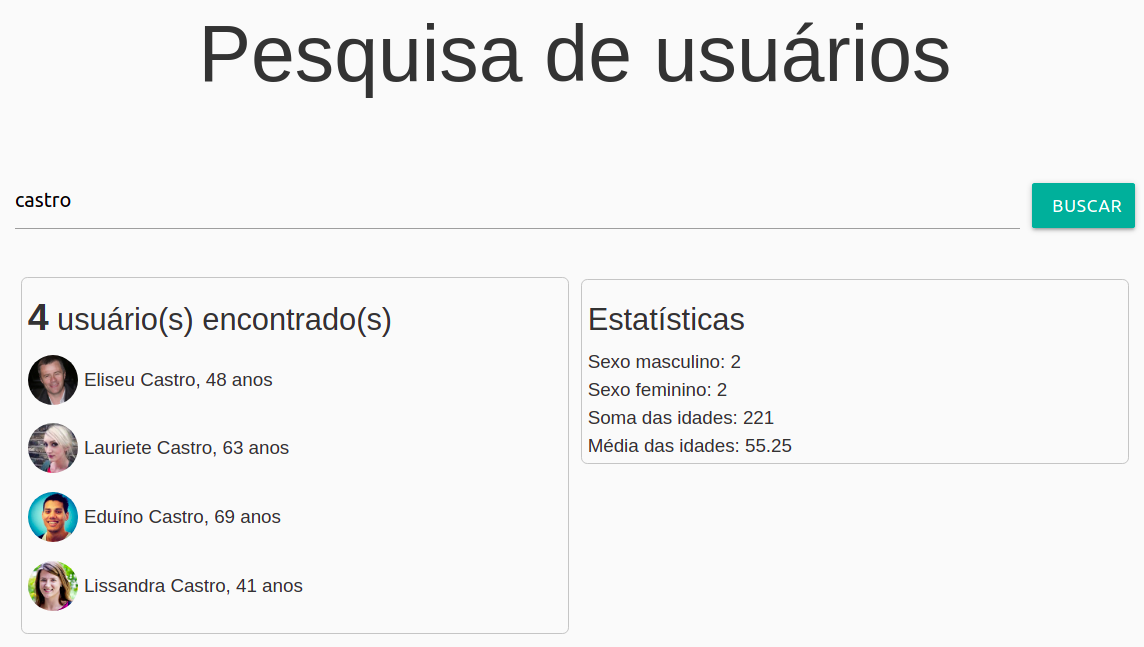 Pesquisa de usuários
castro
BUSCAR
4 usuário(s) encontrado(s)
Eliseu Castro, 48 anos
Lauriete Castro, 63 anos
Eduíno Castro, 69 anos
Lissandra Castro, 41 anos
Estatísticas
Sexo masculino: 2
Sexo feminino: 2
Soma das idades: 221
Média das idades: 55.25